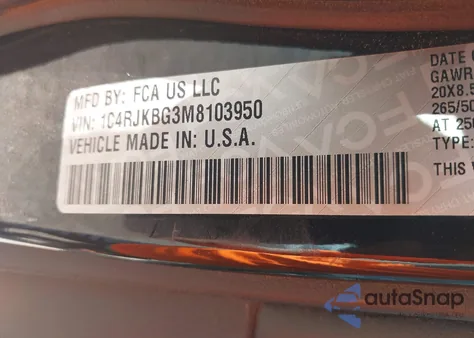 MFD BY: FCA US LLC
VIN: 1C4RJKBG3M8103950
VEHICLE MADE IN: U.S.A.
DATE O
GAWR
20X8.5
265/50
AT 250
TYPE:
THIS V
autoSnap